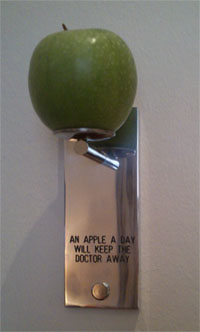 AN APPLE A DAY
WILL KEEP THE
DOCTOR AWAY